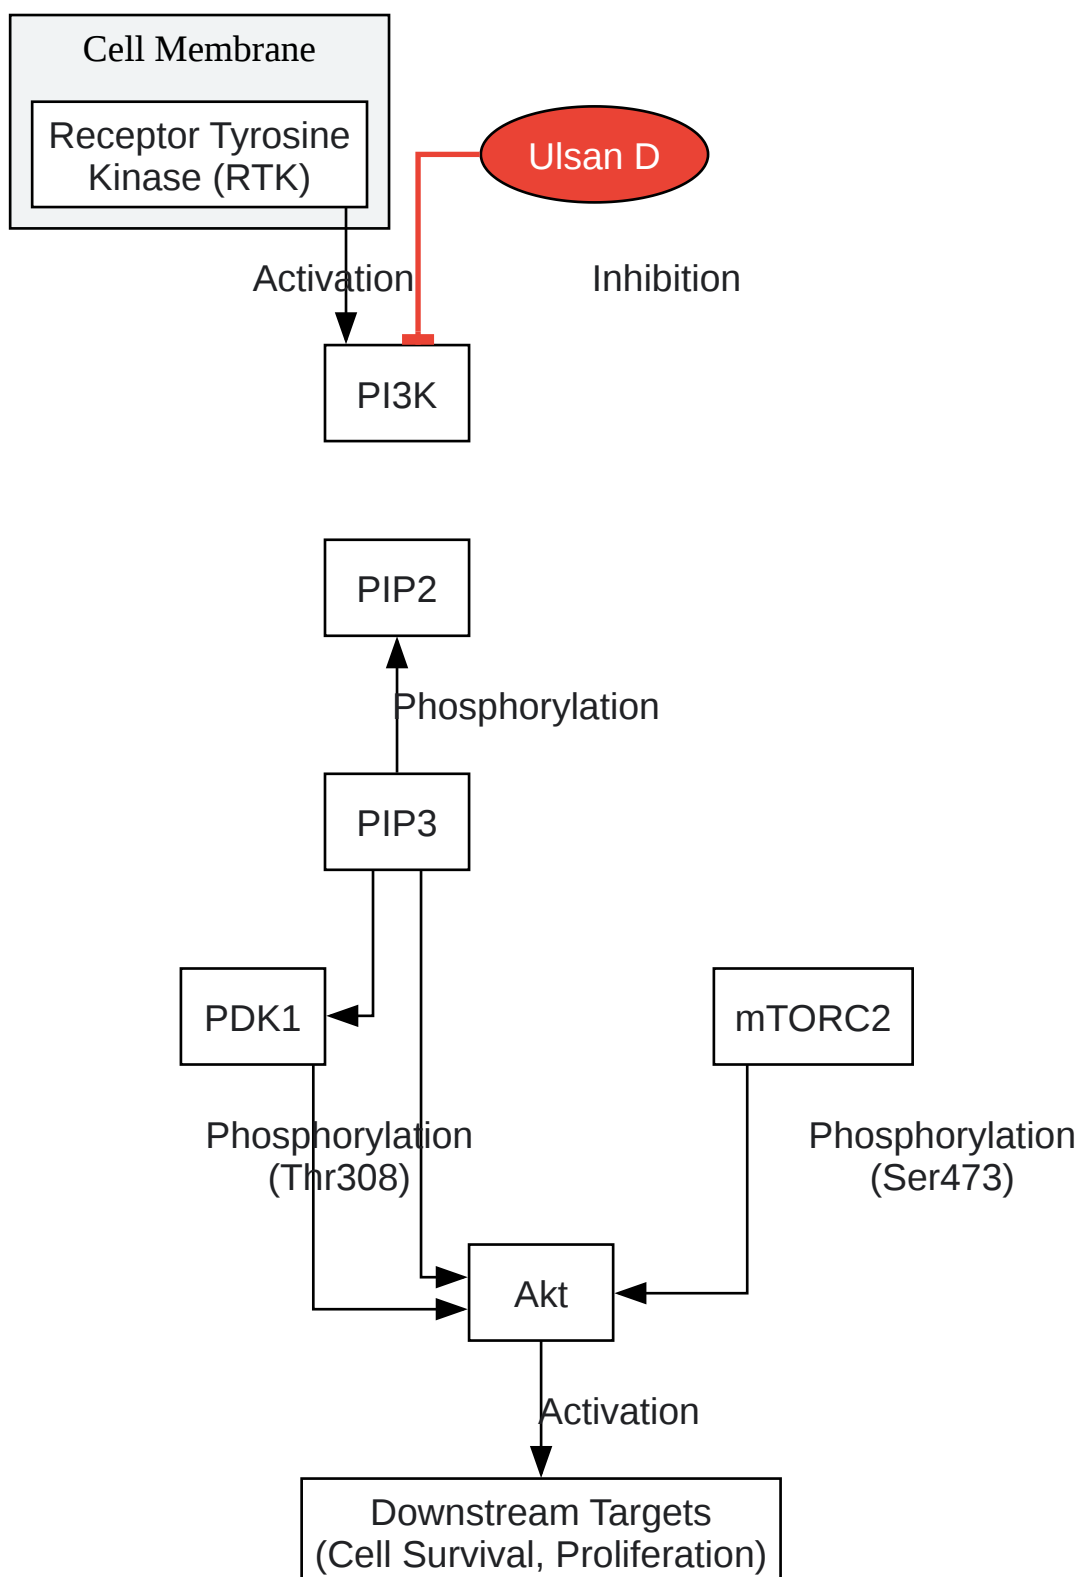 Cell Membrane
Receptor Tyrosine
Kinase (RTK)
Ulsan D
Activation
Inhibition
PI3K
PIP2
Phosphorylation
PIP3
PDK1
mTORC2
Phosphorylation
(Thr308)
Phosphorylation
(Ser473)
Akt
Activation
Downstream Targets
(Cell Survival, Proliferation)